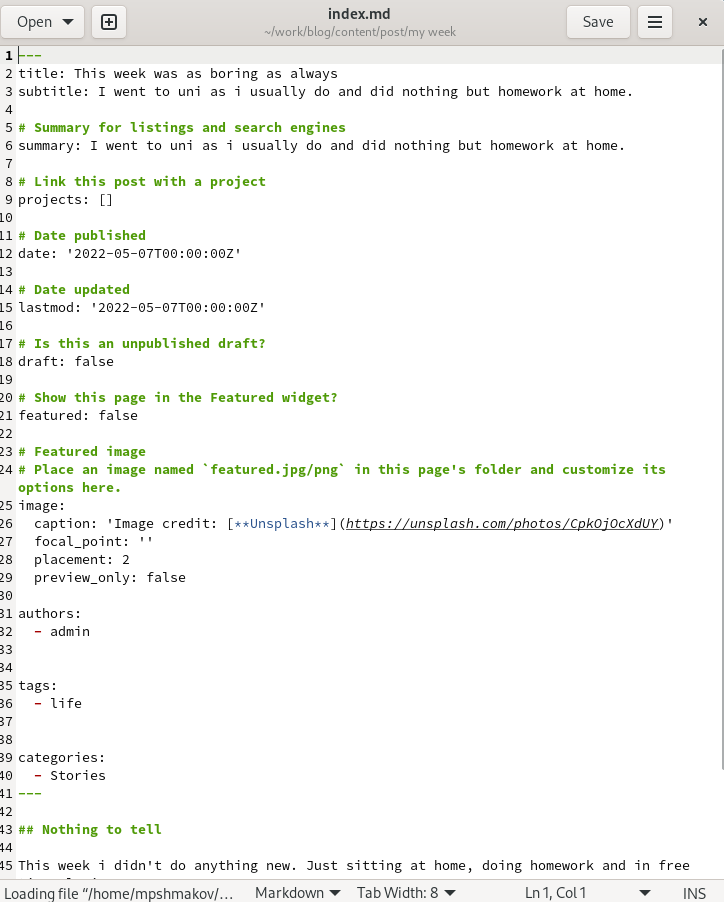 Open
index.md
~/work/blog/content/post/my week
Save
1 ---
2 title: This week was as boring as always
3 subtitle: I went to uni as i usually do and did nothing but homework at home.
4
5 # Summary for listings and search engines
6 summary: I went to uni as i usually do and did nothing but homework at home.
7
8 # Link this post with a project
9 projects: []
10
11 # Date published
12 date: '2022-05-07T00:00:00Z'
13
14 # Date updated
15 lastmod: '2022-05-07T00:00:00Z'
16
17 # Is this an unpublished draft?
18 draft: false
19
20 # Show this page in the Featured widget?
21 featured: false
22
23 # Featured image
24 # Place an image named `featured.jpg/png` in this page's folder and customize its
options here.
25 image:
26   caption: 'Image credit: [**Unsplash**](https://unsplash.com/photos/CpkOjOcXdUY)'
27   focal_point: ''
28   placement: 2
29   preview_only: false
30
31 authors:
32   - admin
33
34
35 tags:
36   - life
37
38
39 categories:
40   - Stories
41 ---
42
43 ## Nothing to tell
44
45 This week i didn't do anything new. Just sitting at home, doing homework and in free
Loading file “/home/mpshmakov/… Markdown Tab Width: 8 Ln 1, Col 1 INS